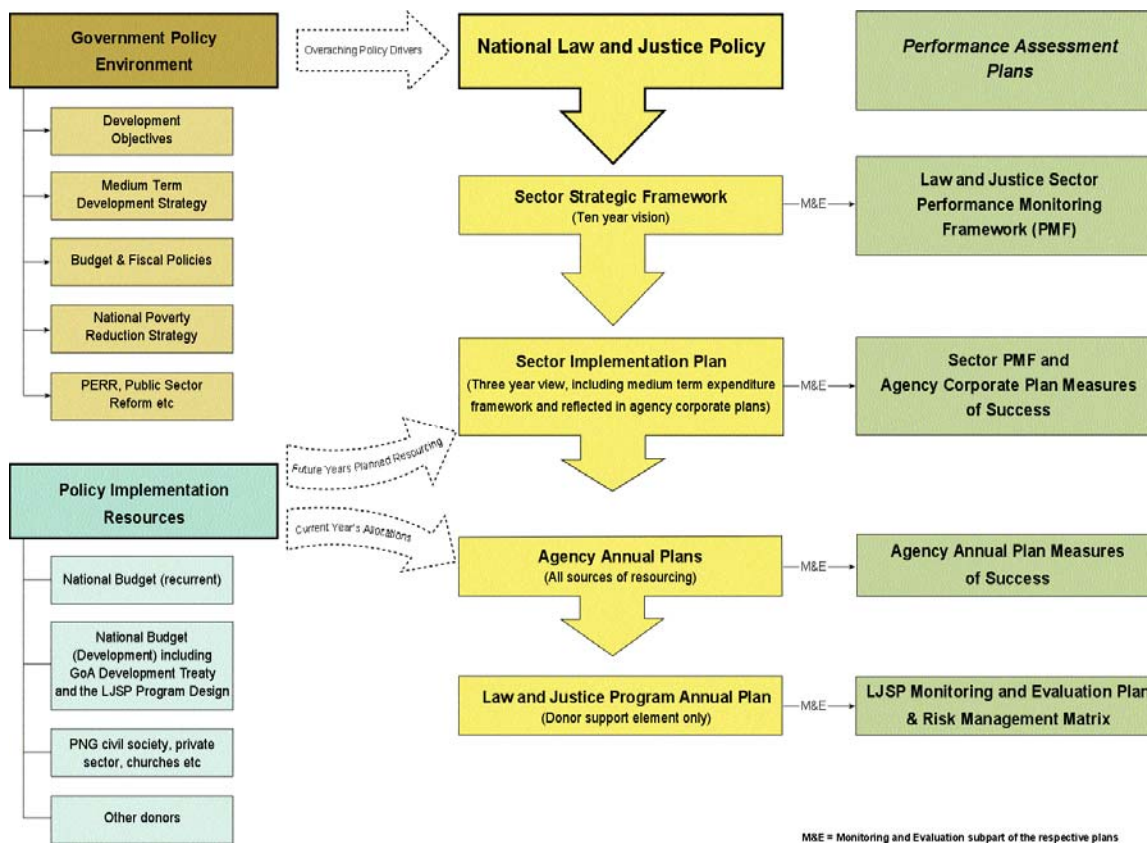 Government Policy
Environment
Development
Objectives
Medium Term
Development Strategy
Budget & Fiscal Policies
National Poverty
Reduction Strategy
PERR, Public Sector
Reform etc
Policy Implementation
Resources
National Budget (recurrent)
National Budget
(Development) including
GoA Development Treaty
and the LJSP Program Design
PNG civil society, private
sector, churches etc
Other donors
Overaching Policy Drivers
Future Years Planned Resourcing
Current Year's Allocations
National Law and Justice Policy
Sector Strategic Framework
(Ten year vision)
Sector Implementation Plan
(Three year view, including medium term expenditure
framework and reflected in agency corporate plans)
Agency Annual Plans
(All sources of resourcing)
Law and Justice Program Annual Plan
(Donor support element only)
M&E
M&E
M&E
M&E
Performance Assessment
Plans
Law and Justice Sector
Performance Monitoring
Framework (PMF)
Sector PMF and
Agency Corporate Plan Measures
of Success
Agency Annual Plan Measures
of Success
LJSP Monitoring and Evaluation Plan
& Risk Management Matrix
M&E = Monitoring and Evaluation subpart of the respective plans